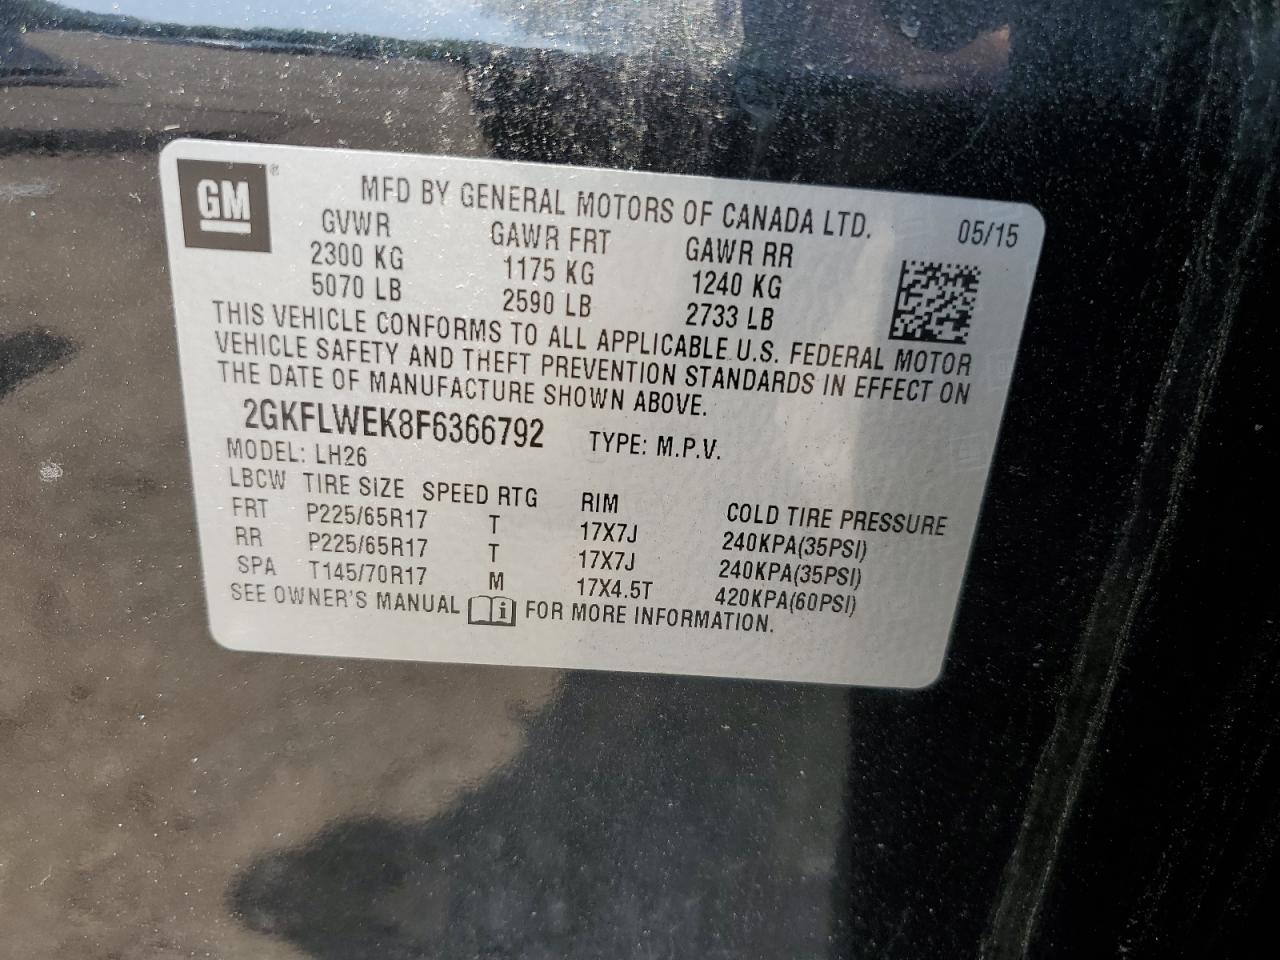 GM ®
MFD BY GENERAL MOTORS OF CANADA LTD. 05/15
GVWR GAWR FRT GAWR RR
2300 KG 1175 KG 1240 KG
5070 LB 2590 LB 2733 LB
THIS VEHICLE CONFORMS TO ALL APPLICABLE U.S. FEDERAL MOTOR
VEHICLE SAFETY AND THEFT PREVENTION STANDARDS IN EFFECT ON
THE DATE OF MANUFACTURE SHOWN ABOVE.
2GKFLWEK8F6366792 TYPE: M.P.V.
MODEL: LH26
LBCW TIRE SIZE SPEED RTG RIM COLD TIRE PRESSURE
FRT P225/65R17 T 17X7J 240KPA(35PSI)
RR P225/65R17 T 17X7J 240KPA(35PSI)
SPA T145/70R17 M 17X4.5T 420KPA(60PSI)
SEE OWNER'S MANUAL i FOR MORE INFORMATION.